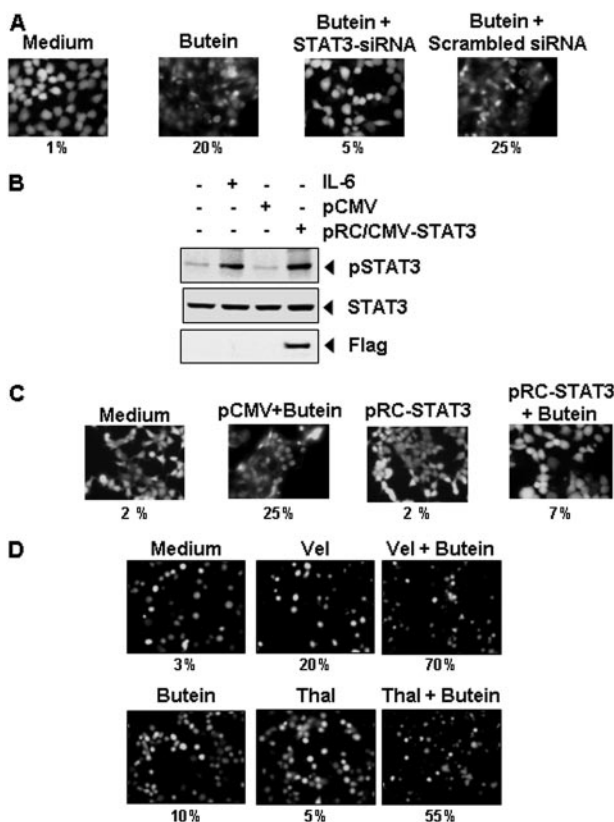 A
Medium
Butein
Butein +
STAT3-siRNA
Butein +
Scrambled siRNA
1%
20%
5%
25%
B
- + - - IL-6
- - + - pCMV
- - - + pRC/CMV-STAT3
pSTAT3
STAT3
Flag
C
Medium
pCMV+Butein
pRC-STAT3
pRC-STAT3
+ Butein
2 %
25%
2 %
7%
D
Medium
Vel
Vel + Butein
3%
20%
70%
Butein
Thal
Thal + Butein
10%
5%
55%